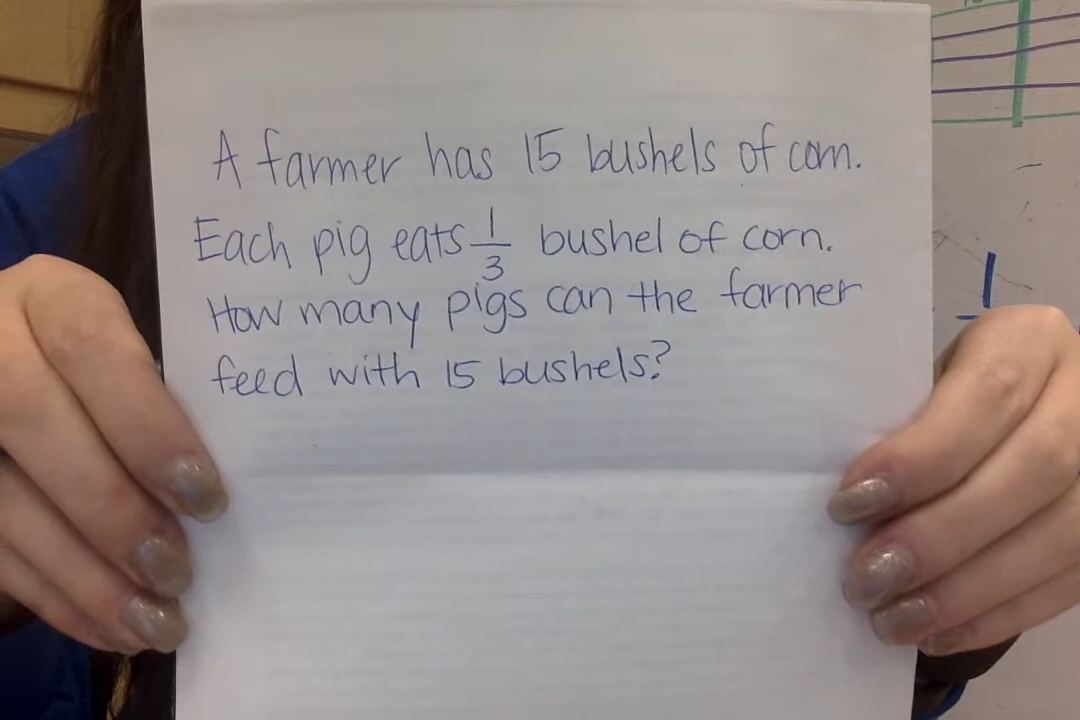 A farmer has 15 bushels of corn.
Each pig eats 1/3 bushel of corn.
How many pigs can the farmer
feed with 15 bushels?